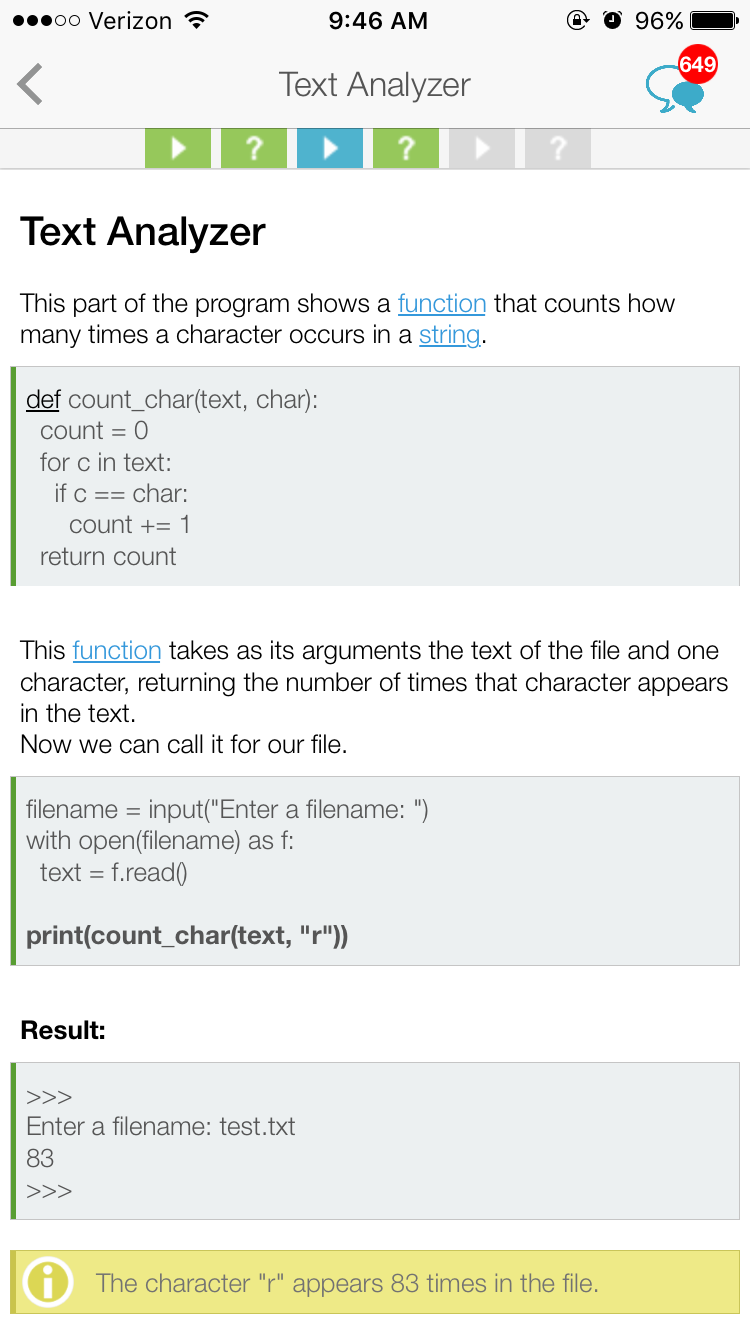 Verizon 9:46 AM 96%
Text Analyzer 649
? ?  ?
Text Analyzer
This part of the program shows a function that counts how
many times a character occurs in a string.
def count_char(text, char):
  count = 0
  for c in text:
    if c == char:
      count += 1
  return count
This function takes as its arguments the text of the file and one
character, returning the number of times that character appears
in the text.
Now we can call it for our file.
filename = input("Enter a filename: ")
with open(filename) as f:
  text = f.read()
print(count_char(text, "r"))
Result:
>>>
Enter a filename: test.txt
83
>>>
i The character "r" appears 83 times in the file.